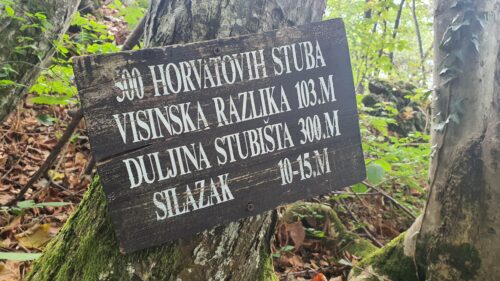 500 HORVATOVIH STUBA
VISINSKA RAZLIKA 103.M
DULJINA STUBIŠTA 300.M
SILAZAK 10-15.M